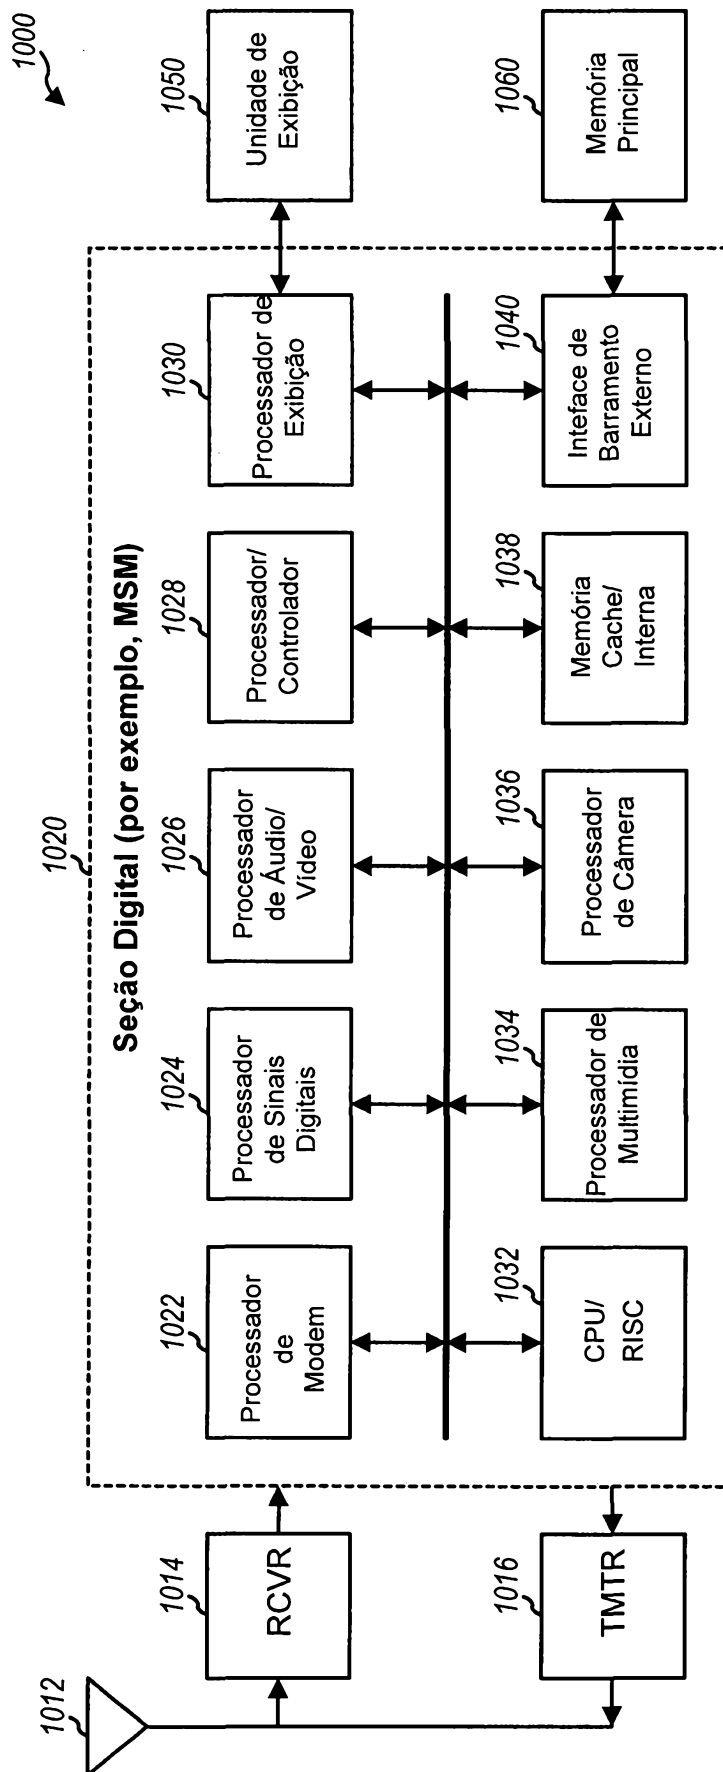 1000
1012
1014
RCVR
1016
TMTR
1020
Seção Digital (por exemplo, MSM)
1022
Processador
de
Modem
1024
Processador
de Sinais
Digitais
1026
Processador
de Áudio/
Vídeo
1028
Processador/
Controlador
1030
Processador de
Exibição
1050
Unidade de
Exibição
1032
CPU/
RISC
1034
Processador de
Multimídia
1036
Processador
de Câmera
1038
Memória
Cache/
Interna
1040
Inteface de
Barramento
Externo
1060
Memória
Principal